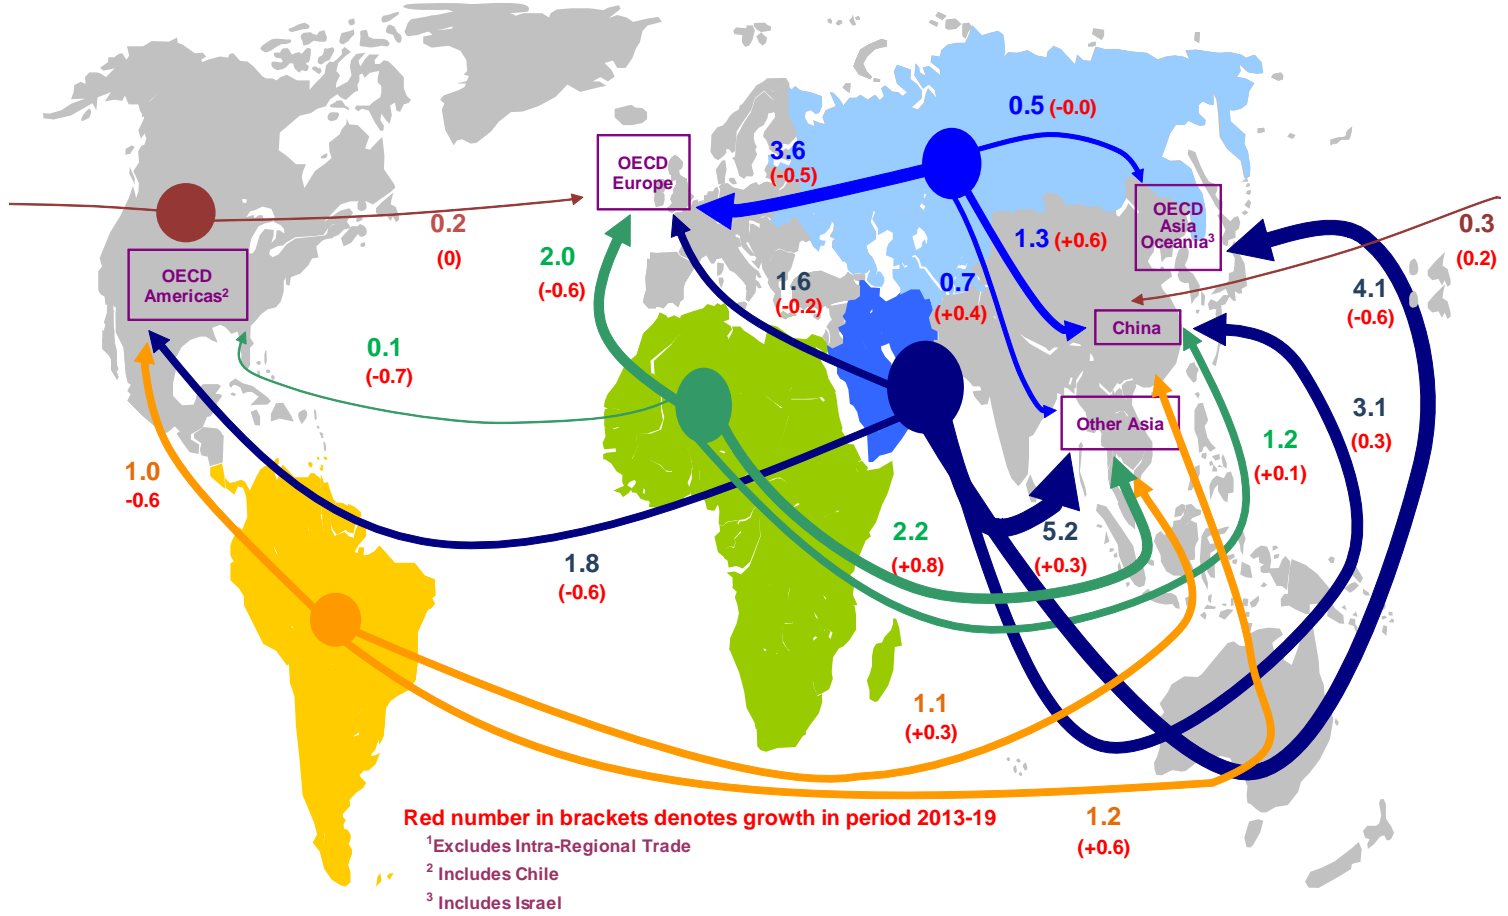 0.5 (-0.0)
3.6
(-0.5)
OECD
Europe
OECD
Asia
Oceania³
0.2
(0)
0.3
(0.2)
1.3 (+0.6)
2.0
(-0.6)
OECD
Americas²
1.6
(-0.2)
0.7
(+0.4)
4.1
(-0.6)
China
0.1
(-0.7)
Other Asia
3.1
(0.3)
1.2
(+0.1)
1.0
-0.6
2.2
(+0.8)
5.2
(+0.3)
1.8
(-0.6)
1.1
(+0.3)
Red number in brackets denotes growth in period 2013-19
1.2
(+0.6)
¹Excludes Intra-Regional Trade
² Includes Chile
³ Includes Israel